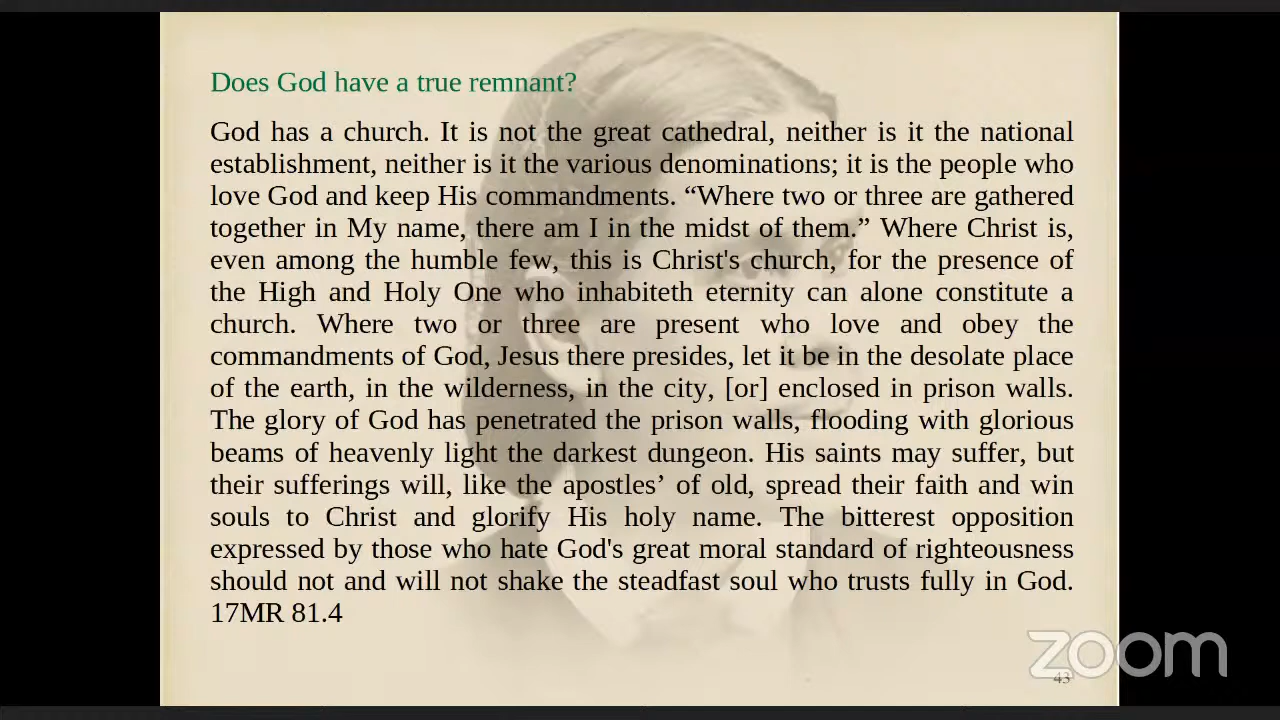 Does God have a true remnant?
God has a church. It is not the great cathedral, neither is it the national
establishment, neither is it the various denominations; it is the people who
love God and keep His commandments. “Where two or three are gathered
together in My name, there am I in the midst of them.” Where Christ is,
even among the humble few, this is Christ's church, for the presence of
the High and Holy One who inhabiteth eternity can alone constitute a
church. Where two or three are present who love and obey the
commandments of God, Jesus there presides, let it be in the desolate place
of the earth, in the wilderness, in the city, [or] enclosed in prison walls.
The glory of God has penetrated the prison walls, flooding with glorious
beams of heavenly light the darkest dungeon. His saints may suffer, but
their sufferings will, like the apostles’ of old, spread their faith and win
souls to Christ and glorify His holy name. The bitterest opposition
expressed by those who hate God's great moral standard of righteousness
should not and will not shake the steadfast soul who trusts fully in God.
17MR 81.4
zoom
43